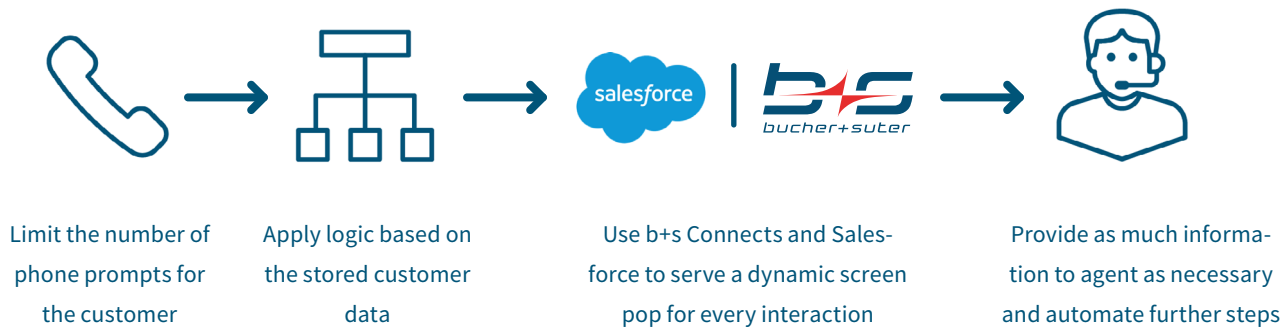 salesforce
b+s
bucher+suter
Limit the number of
phone prompts for
the customer
Apply logic based on
the stored customer
data
Use b+s Connects and Sales-
force to serve a dynamic screen
pop for every interaction
Provide as much informa-
tion to agent as necessary
and automate further steps